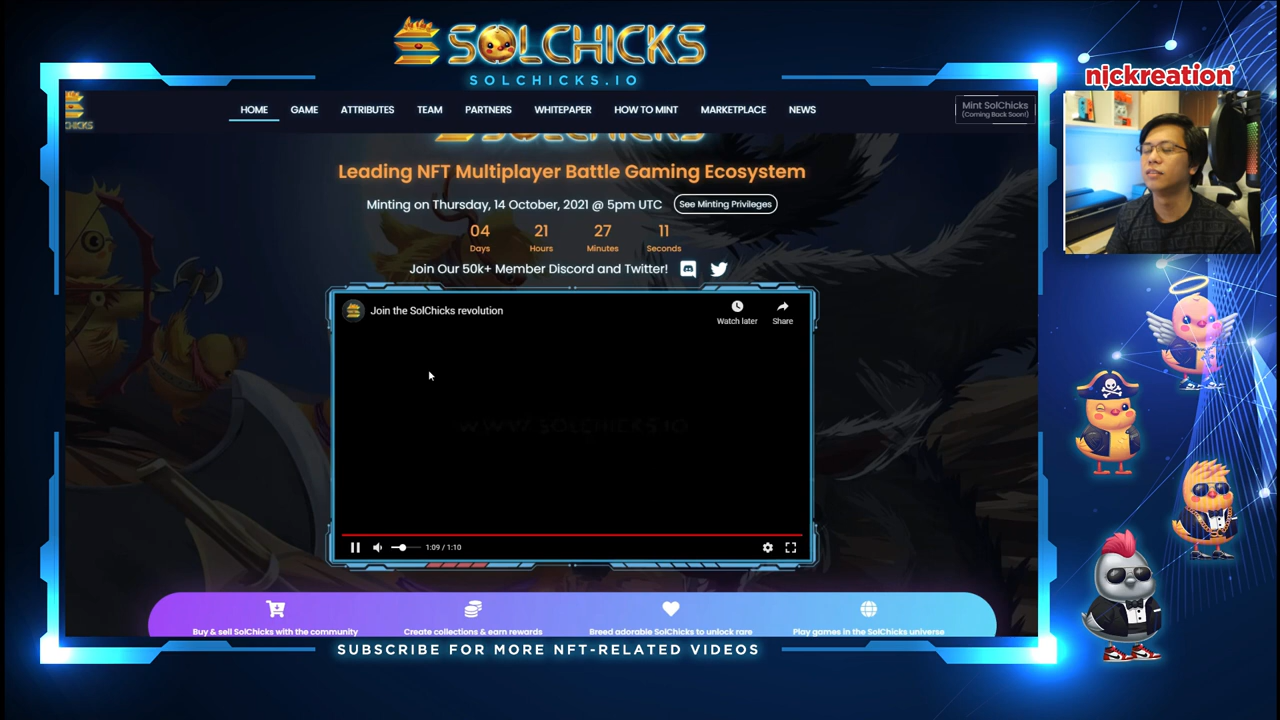 SOLCHICKS
SOLCHICKS.IO
nickreation
CHICKS
HOME GAME ATTRIBUTES TEAM PARTNERS WHITEPAPER HOW TO MINT MARKETPLACE NEWS
Mint SolChicks
(Coming Back Soon!)
Leading NFT Multiplayer Battle Gaming Ecosystem
Minting on Thursday, 14 October, 2021 @ 5pm UTC See Minting Privileges
04 21 27 11
Days Hours Minutes Seconds
Join Our 50k+ Member Discord and Twitter!
Join the SolChicks revolution
Watch later Share
WWW.SOLCHICKS.IO
1:09 / 1:10
Buy & sell SolChicks with the community Create collections & earn rewards Breed adorable SolChicks to unlock rare Play games in the SolChicks universe
SUBSCRIBE FOR MORE NFT-RELATED VIDEOS